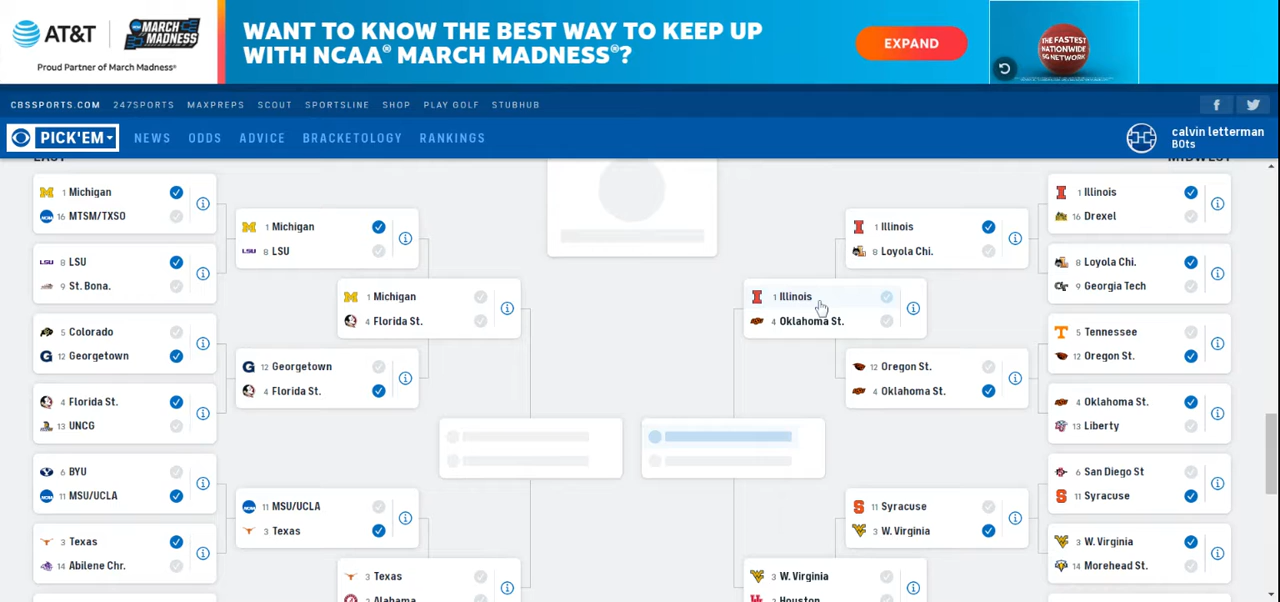 AT&T
MARCH MADNESS
Proud Partner of March Madness®
WANT TO KNOW THE BEST WAY TO KEEP UP
WITH NCAA® MARCH MADNESS®?
EXPAND
THE FASTEST
NATIONWIDE
5G NETWORK
CBSSPORTS.COM 247SPORTS MAXPREPS SCOUT SPORTSLINE SHOP PLAY GOLF STUBHUB
PICK'EM NEWS ODDS ADVICE BRACKETOLOGY RANKINGS
calvin letterman
B0ts
EAST
MIDWEST
1 Michigan
16 MTSM/TXSO
8 LSU
9 St. Bona.
5 Colorado
12 Georgetown
4 Florida St.
13 UNCG
6 BYU
11 MSU/UCLA
3 Texas
14 Abilene Chr.
1 Michigan
8 LSU
12 Georgetown
4 Florida St.
11 MSU/UCLA
3 Texas
1 Michigan
4 Florida St.
3 Texas
2 Alabama
1 Illinois
4 Oklahoma St.
3 W. Virginia
2 Houston
1 Illinois
8 Loyola Chi.
12 Oregon St.
4 Oklahoma St.
11 Syracuse
3 W. Virginia
1 Illinois
16 Drexel
8 Loyola Chi.
9 Georgia Tech
5 Tennessee
12 Oregon St.
4 Oklahoma St.
13 Liberty
6 San Diego St
11 Syracuse
3 W. Virginia
14 Morehead St.